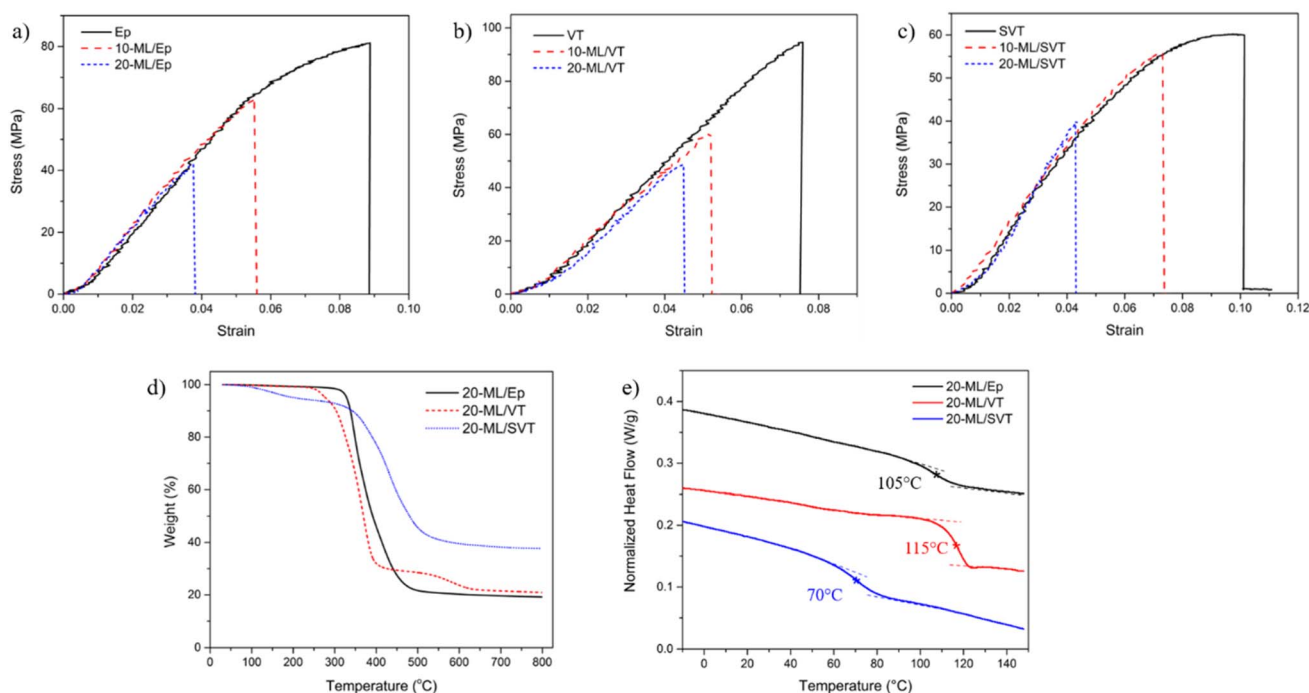 a)
Ep
10-ML/Ep
20-ML/Ep
80
60
40
20
0
0.00 0.02 0.04 0.06 0.08 0.10
Stress (MPa)
Strain
b)
VT
10-ML/VT
20-ML/VT
100
80
60
40
20
0
0.00 0.02 0.04 0.06 0.08
Stress (MPa)
Strain
c)
SVT
10-ML/SVT
20-ML/SVT
60
50
40
30
20
10
0
0.00 0.02 0.04 0.06 0.08 0.10 0.12
Stress (MPa)
Strain
d)
20-ML/Ep
20-ML/VT
20-ML/SVT
100
80
60
40
20
0
0 100 200 300 400 500 600 700 800
Weight (%)
Temperature (°C)
e)
20-ML/Ep
20-ML/VT
20-ML/SVT
0.4
0.3
0.2
0.1
0.0
105°C
115°C
70°C
0 20 40 60 80 100 120 140
Normalized Heat Flow (W/g)
Temperature (°C)